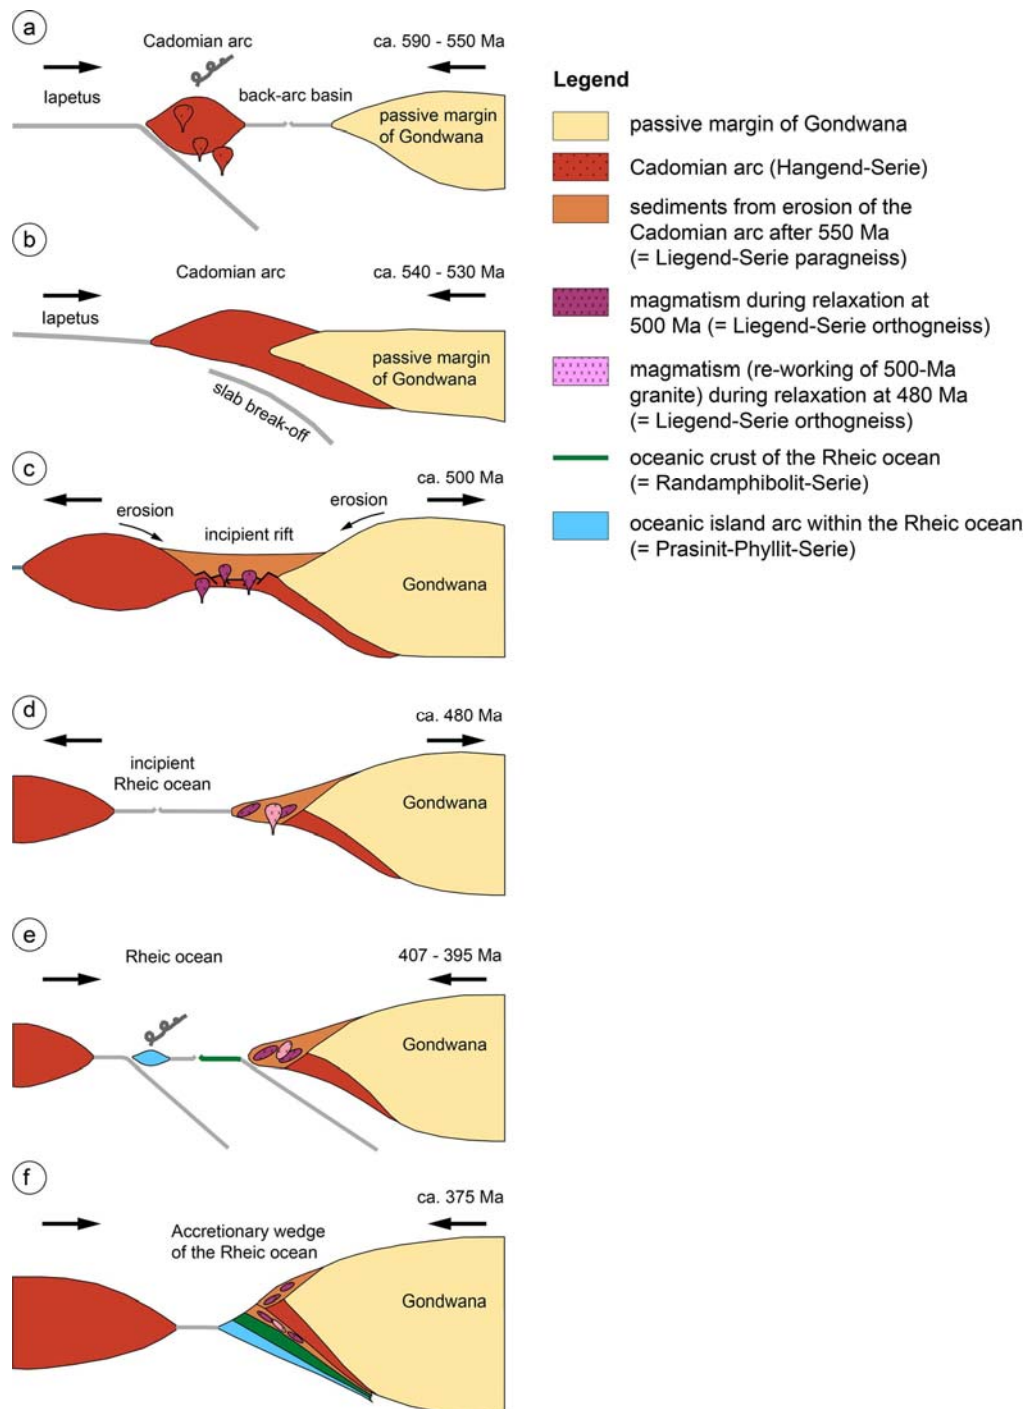 a
Cadomian arc
ca. 590 - 550 Ma
Iapetus
back-arc basin
passive margin
of Gondwana
b
Cadomian arc
ca. 540 - 530 Ma
Iapetus
passive margin
of Gondwana
slab break-off
c
ca. 500 Ma
erosion
erosion
incipient rift
Gondwana
d
ca. 480 Ma
incipient
Rheic ocean
Gondwana
e
Rheic ocean
407 - 395 Ma
Gondwana
f
ca. 375 Ma
Accretionary wedge
of the Rheic ocean
Gondwana
Legend
passive margin of Gondwana
Cadomian arc (Hangend-Serie)
sediments from erosion of the
Cadomian arc after 550 Ma
(= Liegend-Serie paragneiss)
magmatism during relaxation at
500 Ma (= Liegend-Serie orthogneiss)
magmatism (re-working of 500-Ma
granite) during relaxation at 480 Ma
(= Liegend-Serie orthogneiss)
oceanic crust of the Rheic ocean
(= Randamphibolit-Serie)
oceanic island arc within the Rheic ocean
(= Prasinit-Phyllit-Serie)